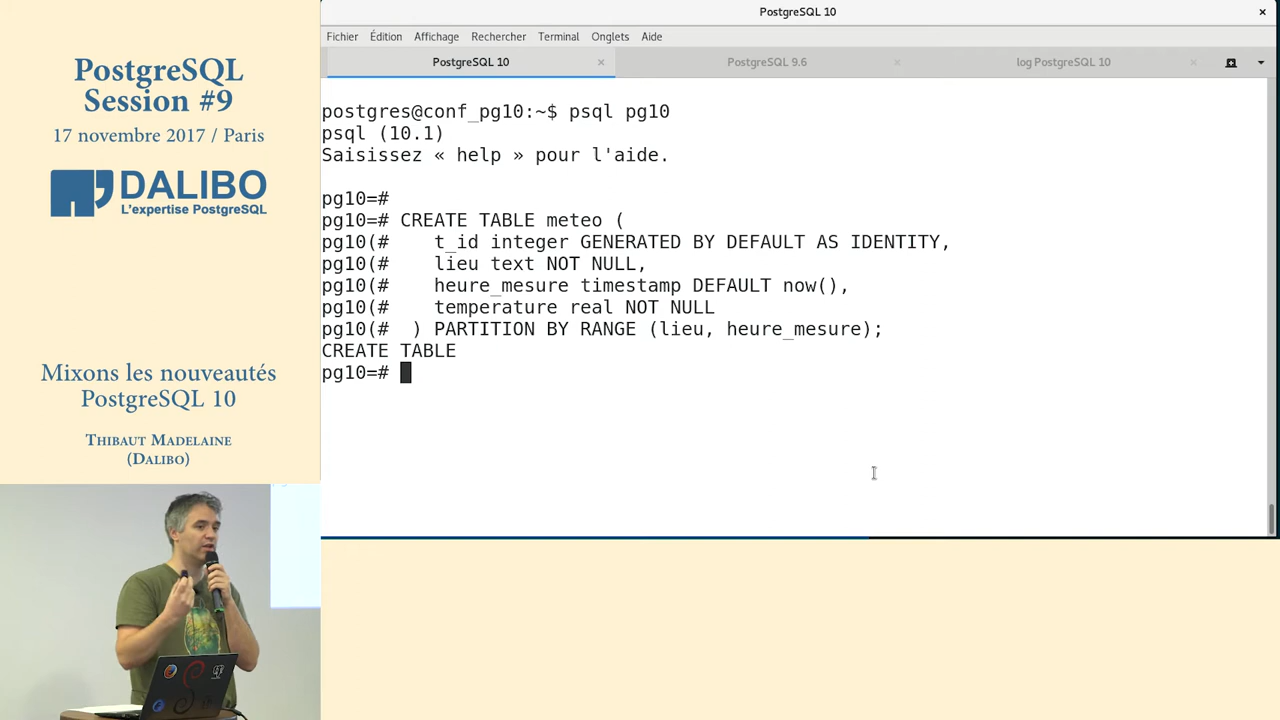 PostgreSQL
Session #9
17 novembre 2017 / Paris
DALIBO
L'expertise PostgreSQL
Mixons les nouveautés
PostgreSQL 10
Thibaut Madelaine
(Dalibo)
PostgreSQL 10
Fichier Édition Affichage Rechercher Terminal Onglets Aide
PostgreSQL 10 PostgreSQL 9.6 log PostgreSQL 10
postgres@conf_pg10:~$ psql pg10
psql (10.1)
Saisissez « help » pour l'aide.
pg10=#
pg10=# CREATE TABLE meteo (
pg10(#    t_id integer GENERATED BY DEFAULT AS IDENTITY,
pg10(#    lieu text NOT NULL,
pg10(#    heure_mesure timestamp DEFAULT now(),
pg10(#    temperature real NOT NULL
pg10(#  ) PARTITION BY RANGE (lieu, heure_mesure);
CREATE TABLE
pg10=#